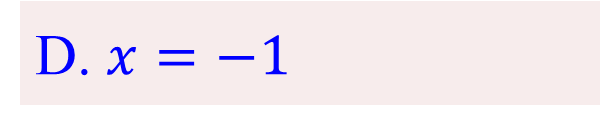 D. x = −1